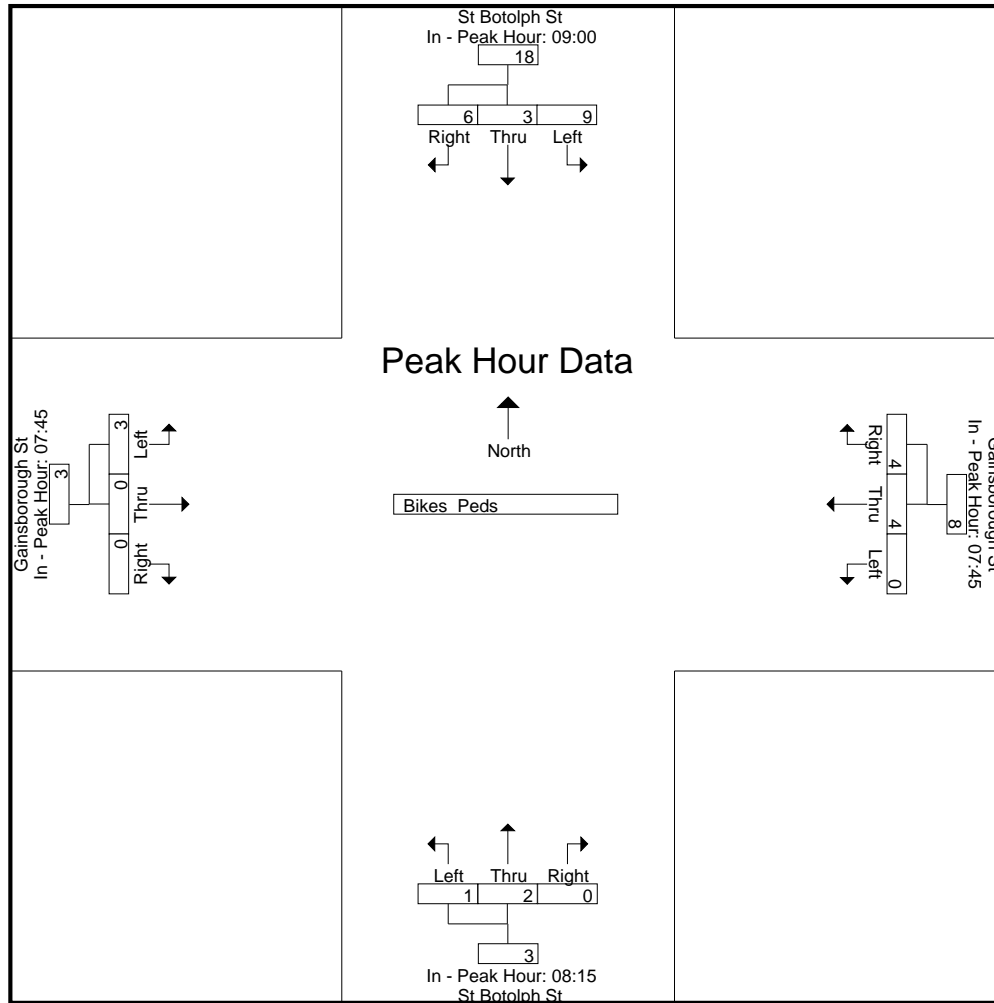 St Botolph St
In - Peak Hour: 09:00
18
6 3 9
Right Thru Left
Peak Hour Data
North
Bikes Peds
Gainsborough St
In - Peak Hour: 07:45
3
3 0 0
Left Thru Right
Gainsborough St
In - Peak Hour: 07:45
8
4 4 0
Right Thru Left
Left Thru Right
1 2 0
3
In - Peak Hour: 08:15
St Botolph St